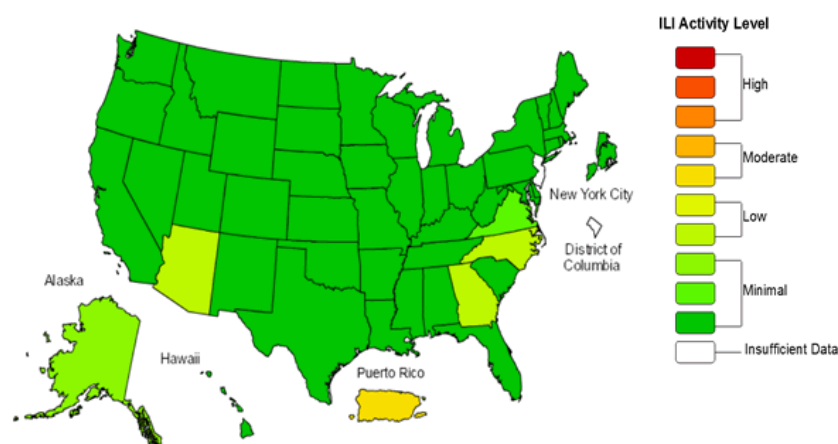 ILI Activity Level
High
Moderate
Low
Minimal
Insufficient Data
New York City
District of
Columbia
Alaska
Hawaii
Puerto Rico